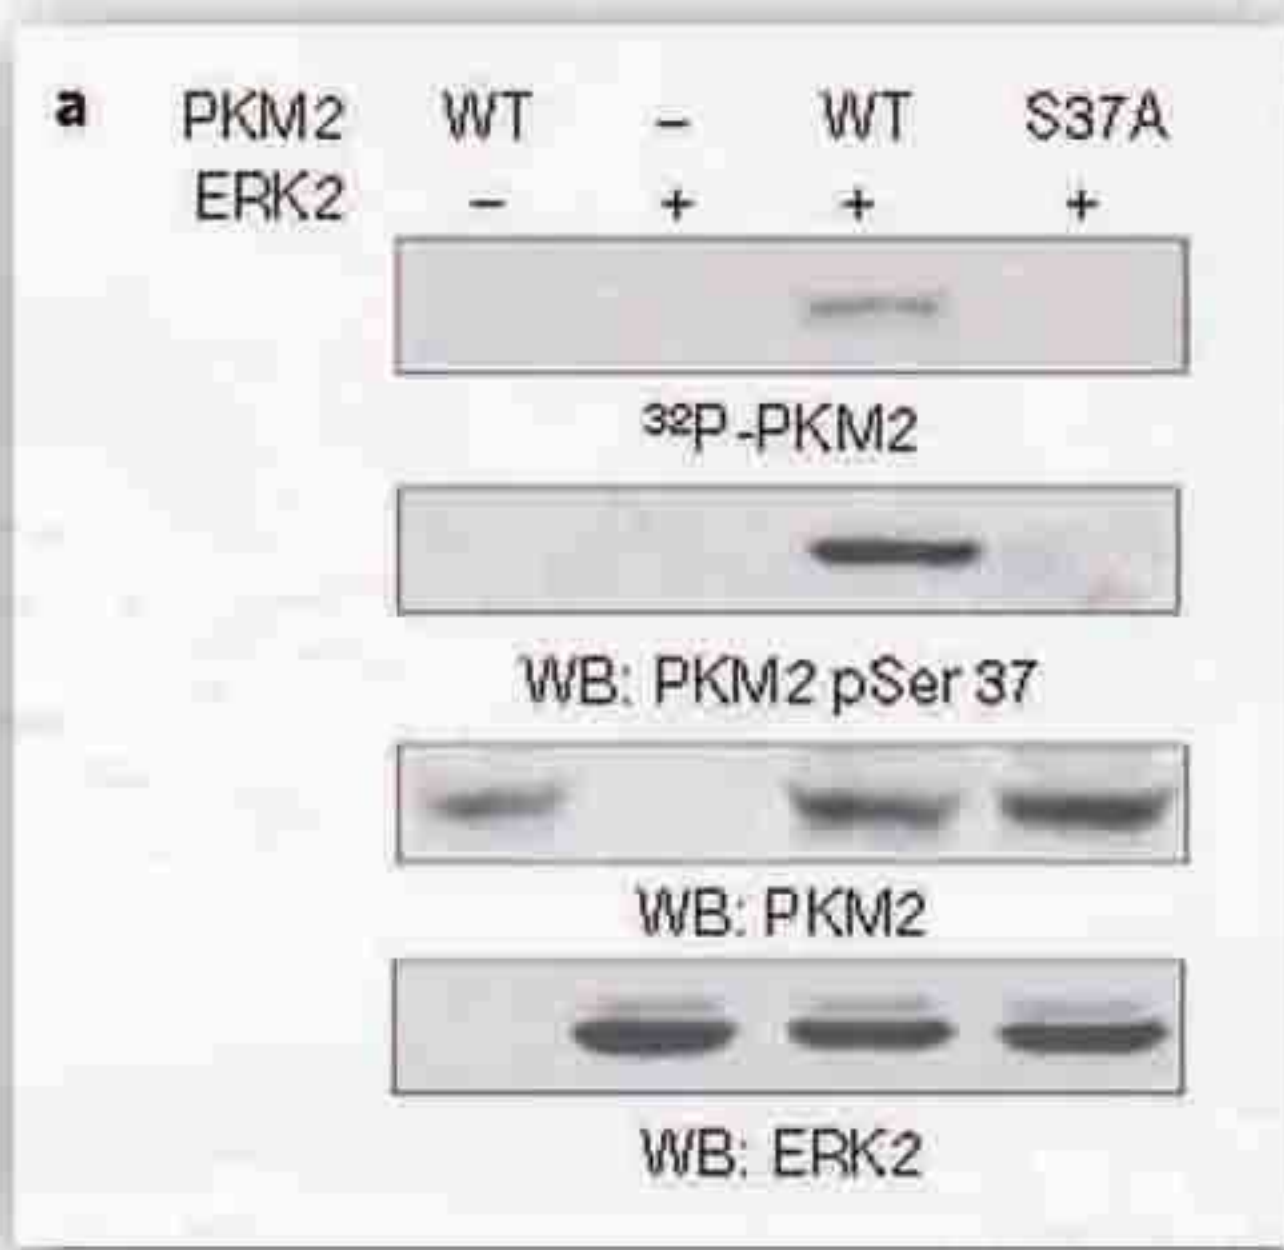 a PKM2 WT – WT S37A
ERK2 – + + +
³²P-PKM2
WB: PKM2 pSer 37
WB: PKM2
WB: ERK2